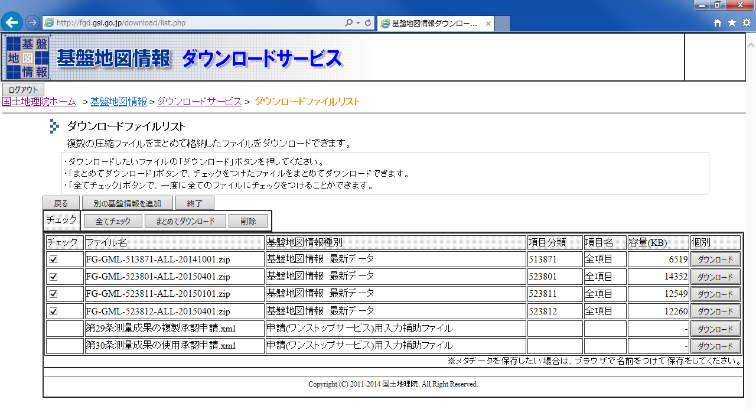 http://fgd.gsi.go.jp/download/list.php
基盤地図情報ダウンロー...
基盤地図情報
基盤地図情報 ダウンロードサービス
ログアウト
国土地理院ホーム > 基盤地図情報 > ダウンロードサービス > ダウンロードファイルリスト
ダウンロードファイルリスト
複数の圧縮ファイルをまとめて格納したファイルをダウンロードできます。
・ダウンロードしたいファイルの「ダウンロード」ボタンを押してください。
・「まとめてダウンロード」ボタンで、チェックをつけたファイルをまとめてダウンロードできます。
・「全てチェック」ボタンで、一度に全てのファイルにチェックをつけることができます。
戻る 別の基盤情報を追加 終了
チェック 全てチェック まとめてダウンロード 削除
チェック ファイル名 基盤地図情報種別 項目分類 項目名 容量(KB) 個別
FG-GML-513871-ALL-20141001.zip 基盤地図情報 最新データ 513871 全項目 6519 ダウンロード
FG-GML-523801-ALL-20150401.zip 基盤地図情報 最新データ 523801 全項目 14352 ダウンロード
FG-GML-523811-ALL-20150101.zip 基盤地図情報 最新データ 523811 全項目 12549 ダウンロード
FG-GML-523812-ALL-20150401.zip 基盤地図情報 最新データ 523812 全項目 12260 ダウンロード
第29条測量成果の複製承認申請.xml 申請(ワンストップサービス)用入力補助ファイル - ダウンロード
第30条測量成果の使用承認申請.xml 申請(ワンストップサービス)用入力補助ファイル - ダウンロード
※メタデータを保存したい場合は、ブラウザで名前をつけて保存をしてください。
Copyright (C) 2011-2014 国土地理院. All Right Reserved.